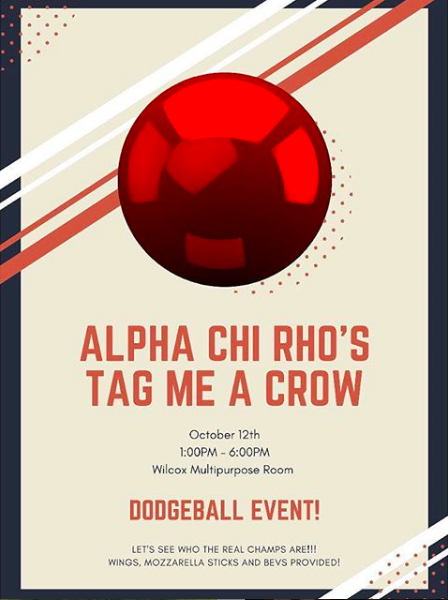 ALPHA CHI RHO'S
TAG ME A CROW
October 12th
1:00PM - 6:00PM
Wilcox Multipurpose Room
DODGEBALL EVENT!
LET'S SEE WHO THE REAL CHAMPS ARE!!!
WINGS, MOZZARELLA STICKS AND BEVS PROVIDED!